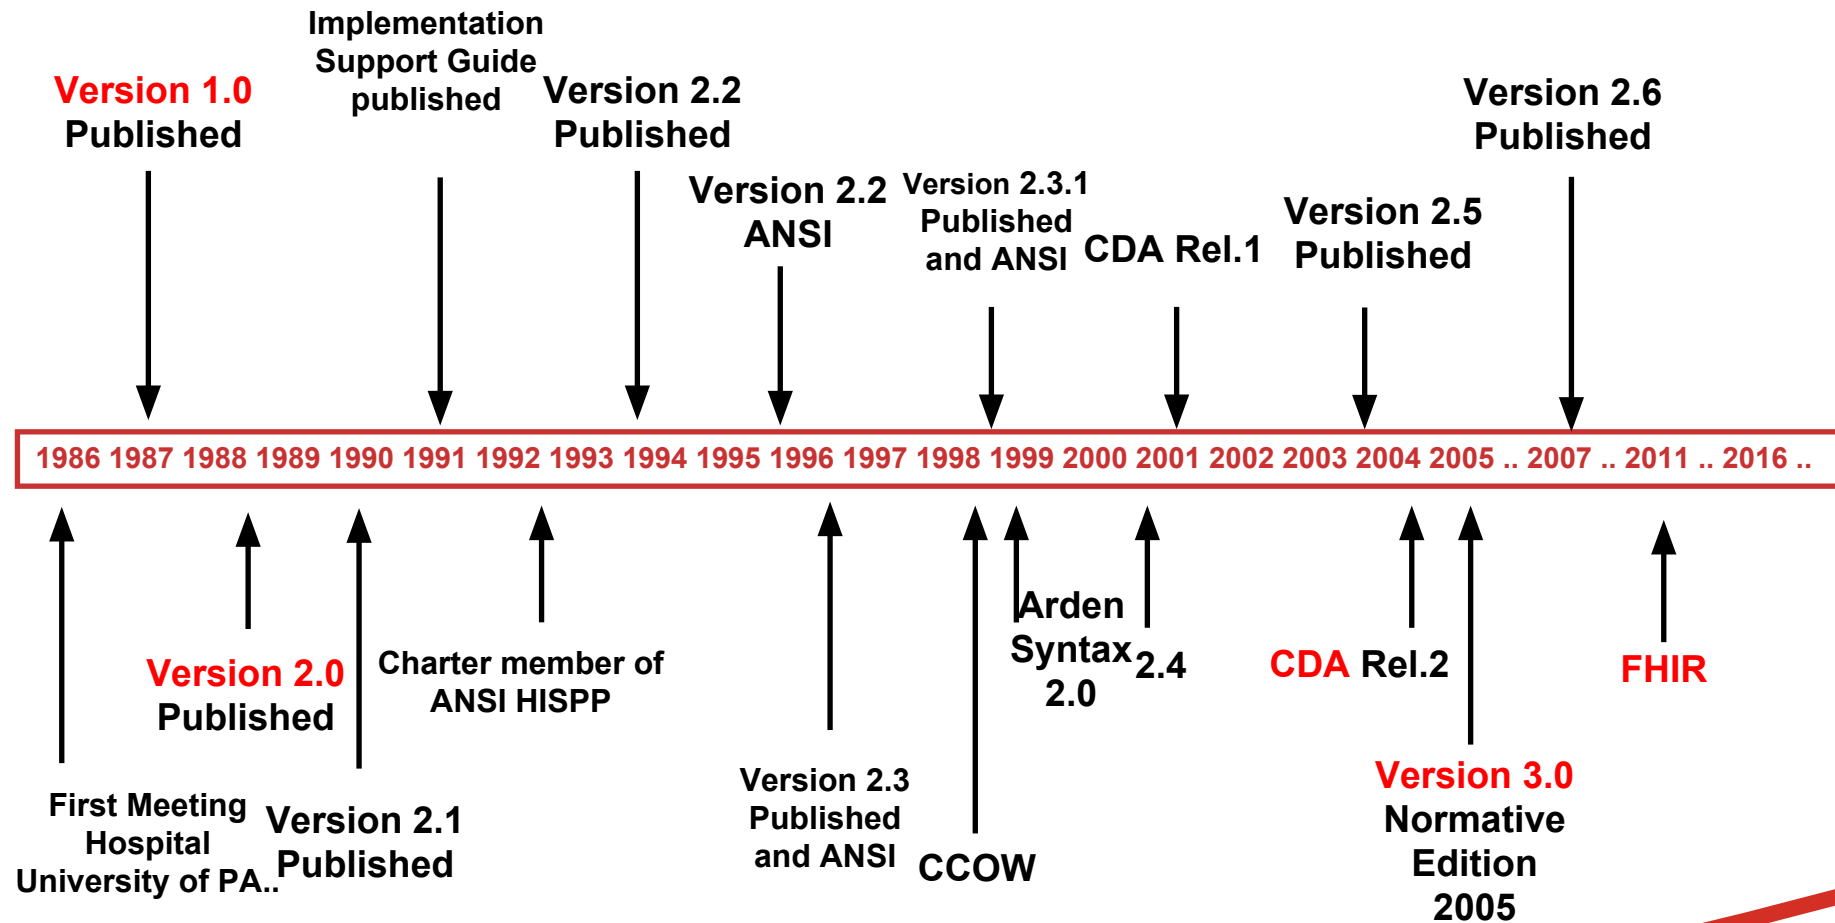 Implementation
Support Guide
published
Version 1.0
Published
Version 2.2
Published
Version 2.6
Published
Version 2.2
ANSI
Version 2.3.1
Published
and ANSI
CDA Rel.1
Version 2.5
Published
1986 1987 1988 1989 1990 1991 1992 1993 1994 1995 1996 1997 1998 1999 2000 2001 2002 2003 2004 2005 .. 2007 .. 2011 .. 2016 ..
Version 2.0
Published
Charter member of
ANSI HISPP
Arden
Syntax
2.0
2.4
CDA Rel.2
FHIR
First Meeting
Hospital
University of PA..
Version 2.1
Published
Version 2.3
Published
and ANSI
CCOW
Version 3.0
Normative
Edition
2005